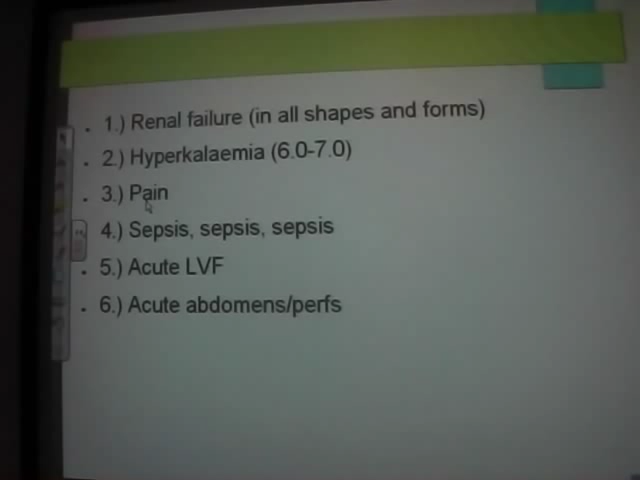 . 1.) Renal failure (in all shapes and forms)
. 2.) Hyperkalaemia (6.0-7.0)
. 3.) Pain
4.) Sepsis, sepsis, sepsis
. 5.) Acute LVF
. 6.) Acute abdomens/perfs